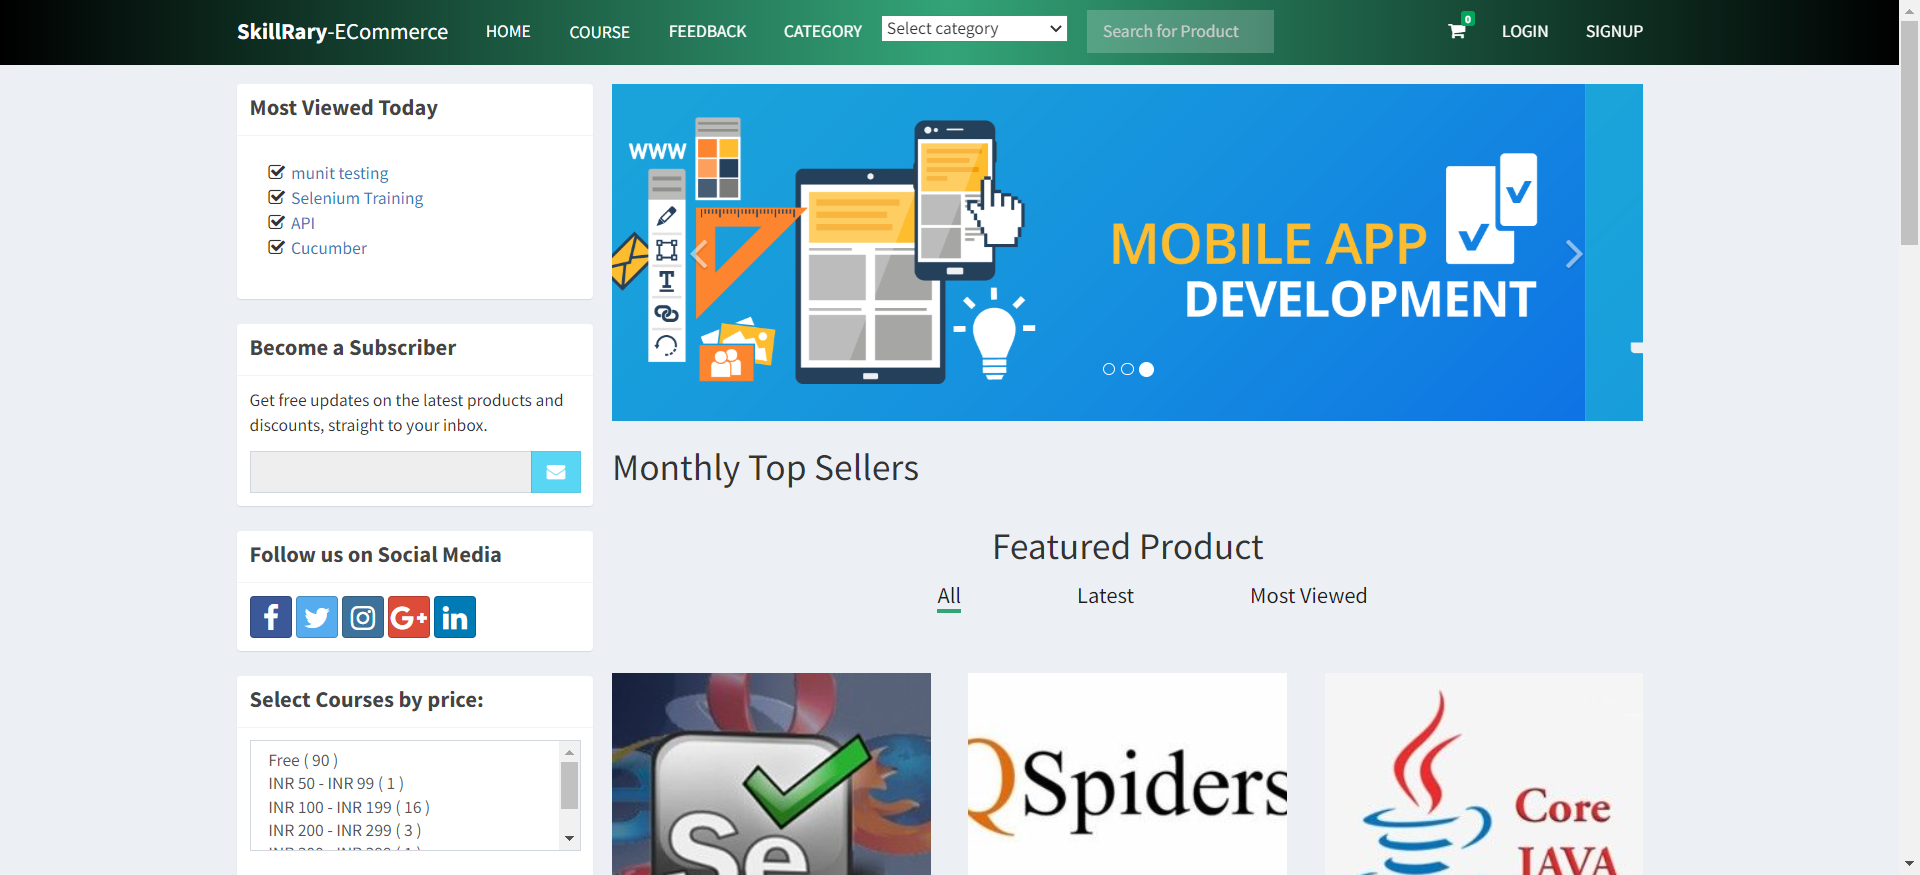 SkillRary-ECommerce HOME COURSE FEEDBACK CATEGORY Select category Search for Product 0 LOGIN SIGNUP
Most Viewed Today
munit testing
Selenium Training
API
Cucumber
Become a Subscriber
Get free updates on the latest products and
discounts, straight to your inbox.
Follow us on Social Media
f G+ in
Select Courses by price:
Free ( 90 )
INR 50 - INR 99 ( 1 )
INR 100 - INR 199 ( 16 )
INR 200 - INR 299 ( 3 )
WWW
T
MOBILE APP
DEVELOPMENT
Monthly Top Sellers
Featured Product
All Latest Most Viewed
Se
QSpiders
Core
JAVA